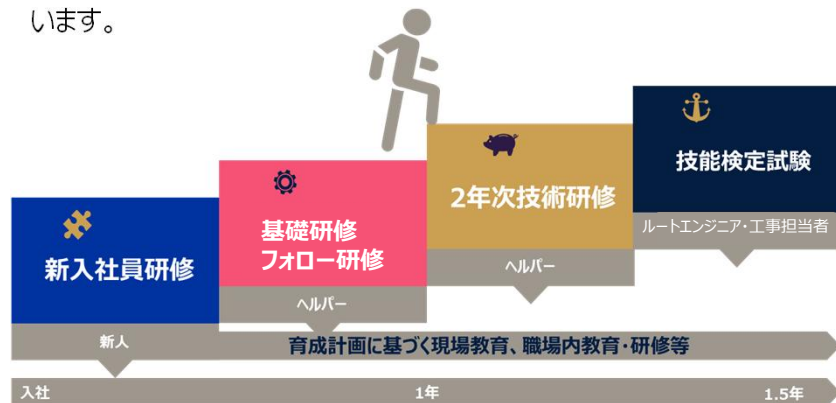 います。
技能検定試験
2年次技術研修
ルートエンジニア・工事担当者
基礎研修
フォロー研修
新入社員研修
ヘルパー
ヘルパー
新人
育成計画に基づく現場教育、職場内教育・研修等
入社
1年
1.5年